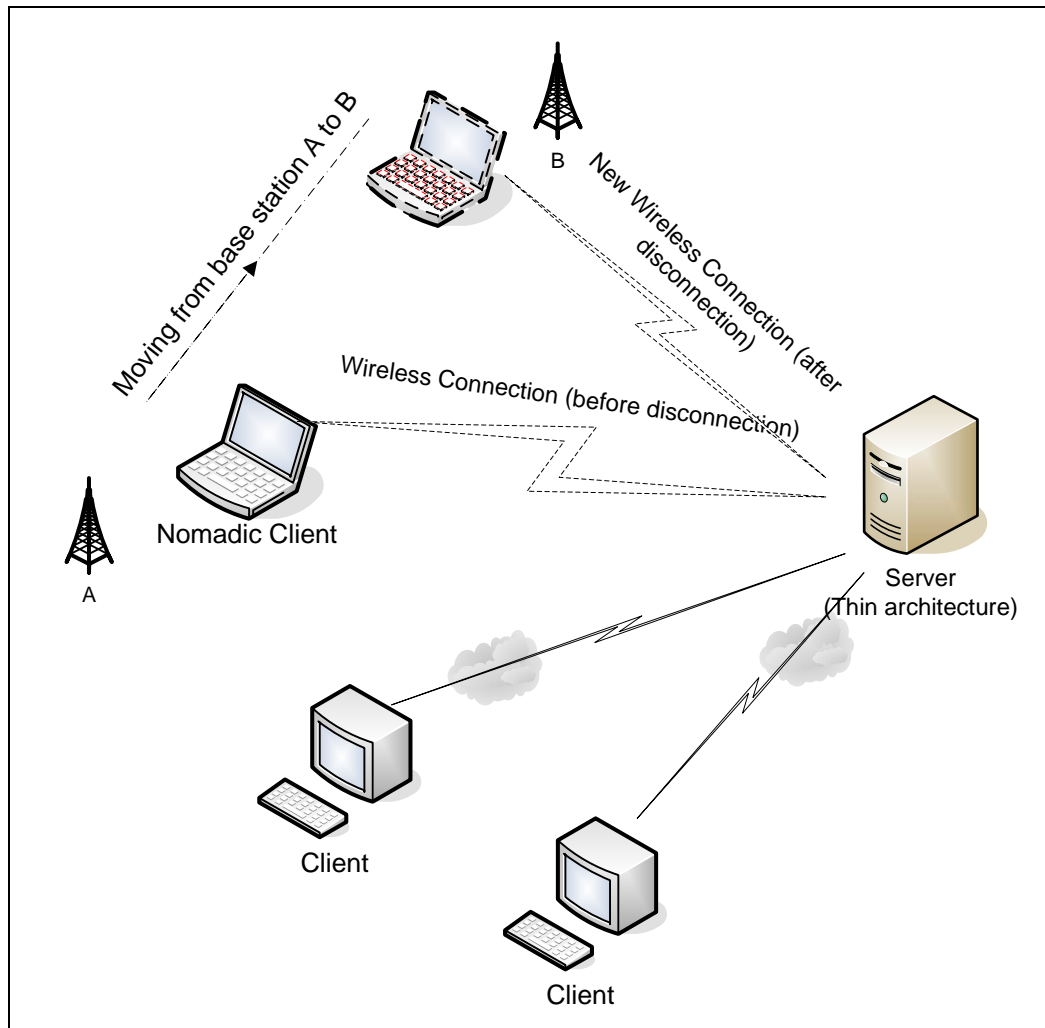 B
Moving from base station A to B
New Wireless Connection (after
disconnection)
Wireless Connection (before disconnection)
Nomadic Client
A
Server
(Thin architecture)
Client
Client